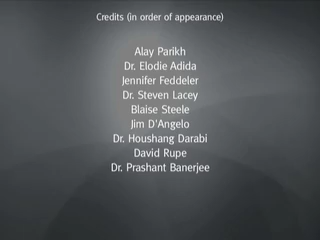 Credits (in order of appearance)
Alay Parikh
Dr. Elodie Adida
Jennifer Feddeler
Dr. Steven Lacey
Blaise Steele
Jim D'Angelo
Dr. Houshang Darabi
David Rupe
Dr. Prashant Banerjee